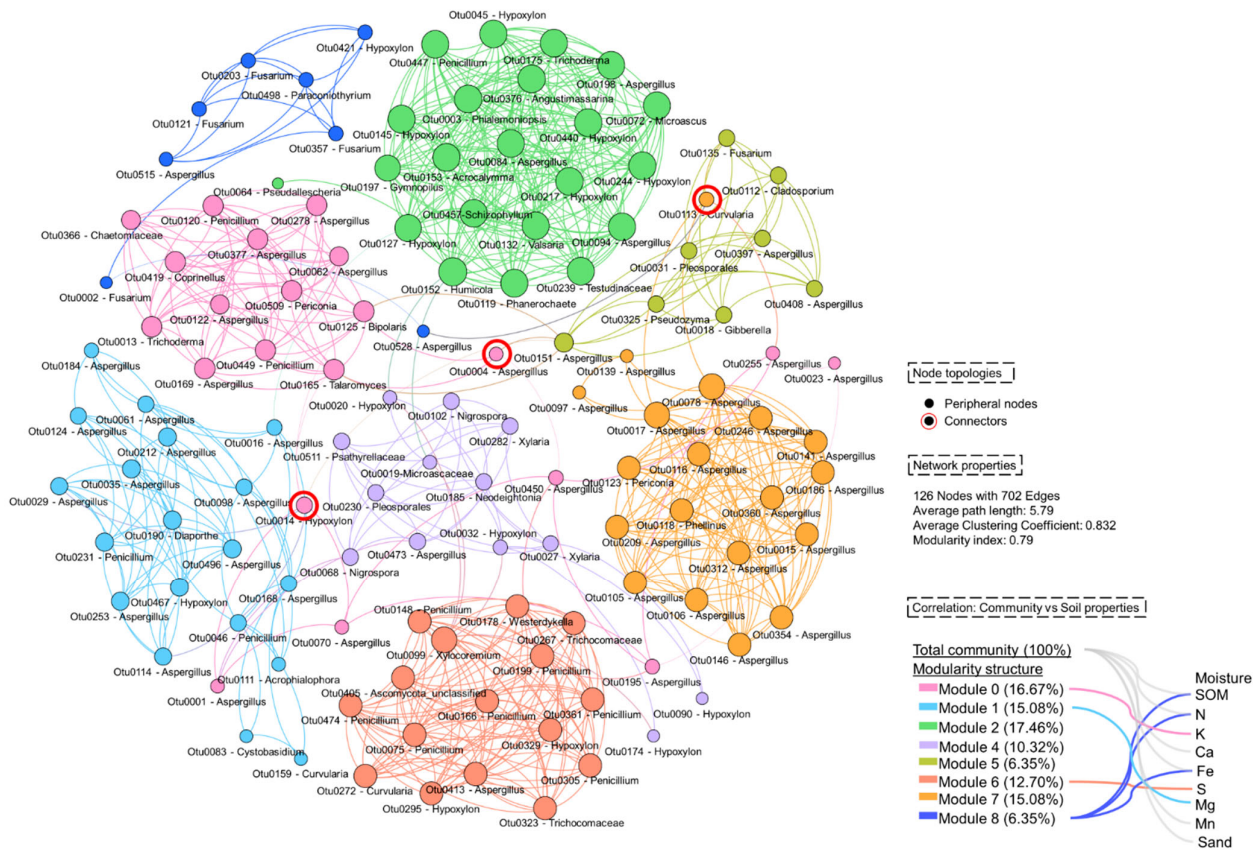 Otu0045 - Hypoxylon
Otu0421 - Hypoxylon
Otu0447 - Penicillium
Otu0175 - Trichoderma
Otu0203 - Fusarium
Otu0198 - Aspergillus
Otu0498 - Paraconiothyrium
Otu0376 - Angustimassarina
Otu0003 - Phialemoniopsis
Otu0072 - Microascus
Otu0121 - Fusarium
Otu0145 - Hypoxylon
Otu0440 - Hypoxylon
Otu0357 - Fusarium
Otu0135 - Fusarium
Otu0084 - Aspergillus
Otu0515 - Aspergillus
Otu0153 - Acrocalymma
Otu0244 - Hypoxylon
Otu0064 - Pseudallescheria
Otu0197 - Gymnopilus
Otu0112 - Cladosporium
Otu0217 - Hypoxylon
Otu0120 - Penicillium
Otu0278 - Aspergillus
Otu0457-Schizophyllum
Otu0113 - Curvularia
Otu0366 - Chaetomiaceae
Otu0127 - Hypoxylon
Otu0132 - Valsaria
Otu0094 - Aspergillus
Otu0377 - Aspergillus
Otu0397 - Aspergillus
Otu0419 - Coprinellus
Otu0062 - Aspergillus
Otu0031 - Pleosporales
Otu0152 - Humicola
Otu0239 - Testudinaceae
Otu0002 - Fusarium
Otu0509 - Periconia
Otu0119 - Phanerochaete
Otu0408 - Aspergillus
Otu0122 - Aspergillus
Otu0325 - Pseudozyma
Otu0125 - Bipolaris
Otu0018 - Gibberella
Otu0013 - Trichoderma
Otu0528 - Aspergillus
Otu0151 - Aspergillus
Otu0449 - Penicillium
Otu0184 - Aspergillus
Otu0004 - Aspergillus
Otu0139 - Aspergillus
Otu0255 - Aspergillus
Otu0169 - Aspergillus
Otu0165 - Talaromyces
Otu0023 - Aspergillus
Node topologies
Peripheral nodes
Connectors
Otu0020 - Hypoxylon
Otu0097 - Aspergillus
Otu0078 - Aspergillus
Otu0061 - Aspergillus
Otu0102 - Nigrospora
Otu0124 - Aspergillus
Otu0017 - Aspergillus
Otu0246 - Aspergillus
Otu0016 - Aspergillus
Otu0282 - Xylaria
Otu0212 - Aspergillus
Otu0511 - Psathyrellaceae
Otu0141 - Aspergillus
Otu0019-Microascaceae
Otu0116 - Aspergillus
Network properties
Otu0035 - Aspergillus
Otu0123 - Periconia
Otu0450 - Aspergillus
Otu0186 - Aspergillus
Otu0029 - Aspergillus
Otu0098 - Aspergillus
Otu0185 - Neodeightonia
Otu0230 - Pleosporales
Otu0360 - Aspergillus
126 Nodes with 702 Edges
Average path length: 5.79
Average Clustering Coefficient: 0.832
Modularity index: 0.79
Otu0014 - Hypoxylon
Otu0118 - Phellinus
Otu0190 - Diaporthe
Otu0032 - Hypoxylon
Otu0209 - Aspergillus
Otu0231 - Penicillium
Otu0473 - Aspergillus
Otu0015 - Aspergillus
Otu0496 - Aspergillus
Otu0027 - Xylaria
Otu0312 - Aspergillus
Otu0068 - Nigrospora
Otu0168 - Aspergillus
Otu0105 - Aspergillus
Otu0467 - Hypoxylon
Otu0253 - Aspergillus
Otu0148 - Penicillium
Otu0106 - Aspergillus
Correlation: Community vs Soil properties
Otu0178 - Westerdykella
Otu0354 - Aspergillus
Otu0046 - Penicillium
Otu0070 - Aspergillus
Otu0267 - Trichocomaceae
Otu0099 - Xylocoremium
Otu0146 - Aspergillus
Otu0114 - Aspergillus
Otu0199 - Penicillium
Otu0111 - Acrophialophora
Otu0195 - Aspergillus
Otu0405 - Ascomycota_unclassified
Otu0001 - Aspergillus
Otu0361 - Penicillium
Otu0166 - Penicillium
Otu0474 - Penicillium
Otu0090 - Hypoxylon
Otu0329 - Hypoxylon
Otu0174 - Hypoxylon
Otu0083 - Cystobasidium
Otu0075 - Penicillium
Otu0159 - Curvularia
Otu0305 - Penicillium
Otu0272 - Curvularia
Otu0413 - Aspergillus
Otu0295 - Hypoxylon
Otu0323 - Trichocomaceae
Total community (100%)
Modularity structure
Module 0 (16.67%)
Module 1 (15.08%)
Module 2 (17.46%)
Module 4 (10.32%)
Module 5 (6.35%)
Module 6 (12.70%)
Module 7 (15.08%)
Module 8 (6.35%)
Moisture
SOM
N
K
Ca
Fe
S
Mg
Mn
Sand